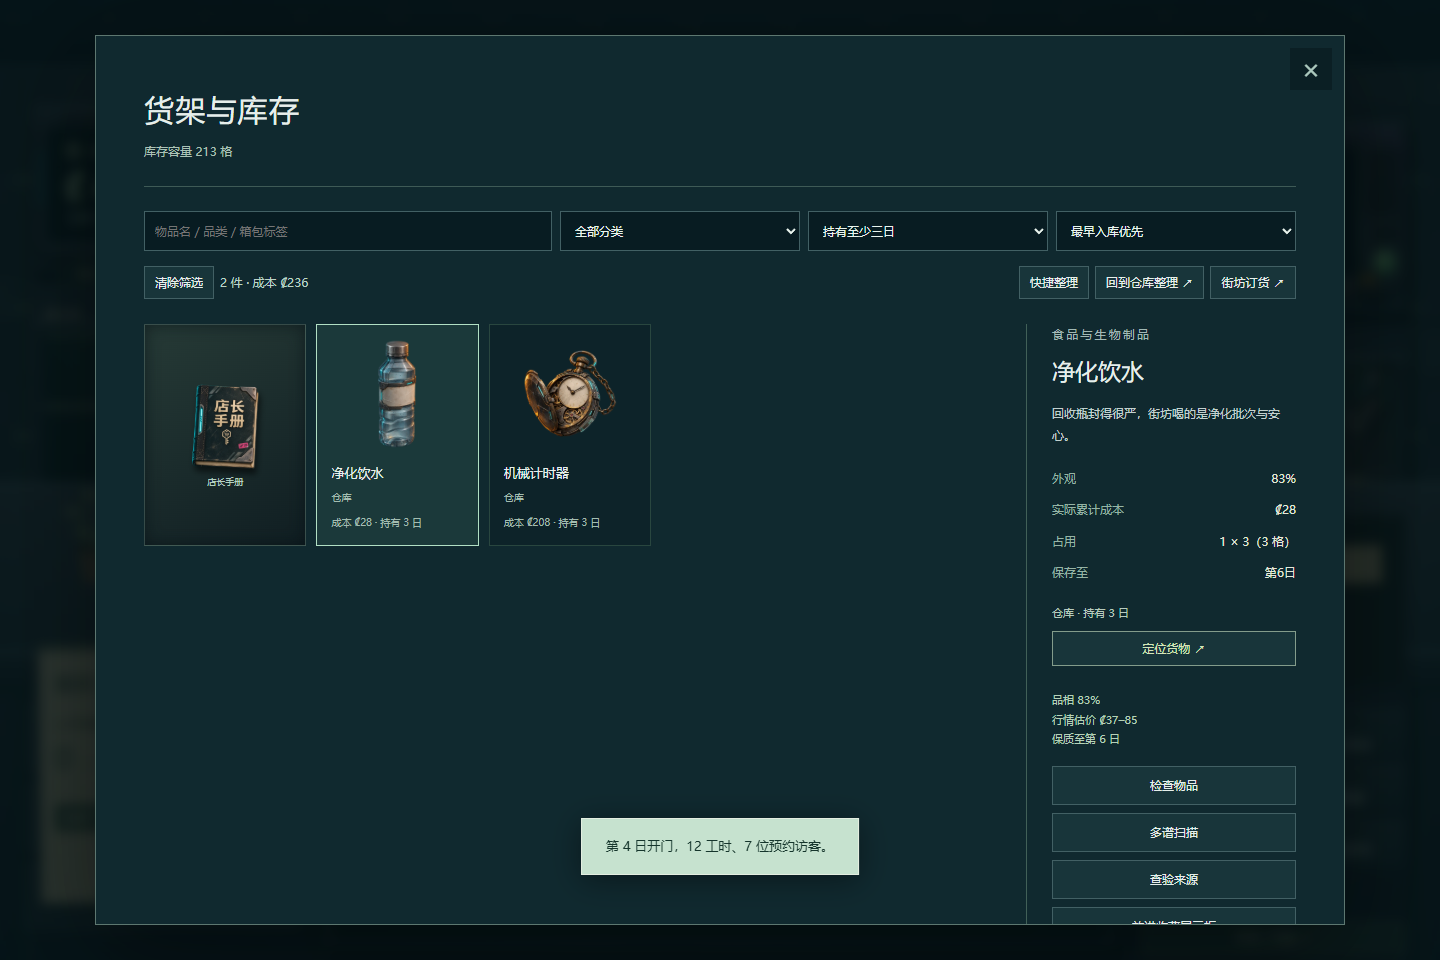 货架与库存
库存容量 213 格
物品名 / 品类 / 箱包标签
全部分类
持有至少三日
最早入库优先
清除筛选
2 件 · 成本 ₡236
快捷整理
回到仓库整理 ↗
街坊订货 ↗
店长
手册
店长手册
净化饮水
仓库
成本 ₡28 · 持有 3 日
机械计时器
仓库
成本 ₡208 · 持有 3 日
食品与生物制品
净化饮水
回收瓶封得很严，街坊喝的是净化批次与安
心。
外观 83%
实际累计成本 ₡28
占用 1 × 3（3 格）
保存至 第6日
仓库 · 持有 3 日
定位货物 ↗
品相 83%
行情估价 ₡37–85
保质至第 6 日
检查物品
多谱扫描
查验来源
第 4 日开门，12 工时、7 位预约访客。